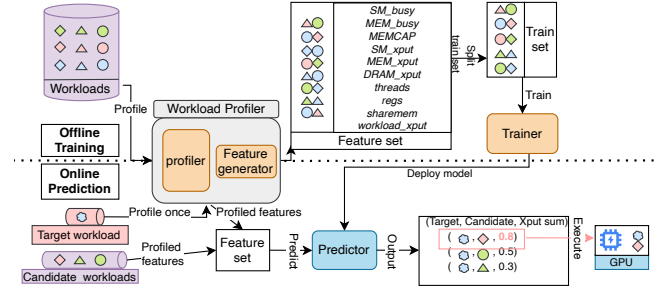 Workloads
Profile
Workload Profiler
profiler
Feature
generator
SM_busy
MEM_busy
MEMCAP
SM_xput
MEM_xput
DRAM_xput
threads
regs
sharemem
workload_xput
Feature set
Split
train set
Train
set
Train
Trainer
Offline
Training
Online
Prediction
Deploy model
Target workload
Profile once
Profiled features
Profiled
features
Candidate workloads
Feature
set
Predict
Predictor
Output
(Target, Candidate, Xput sum)
( , , 0.8)
( , , 0.5)
( , , 0.3)
Execute
GPU